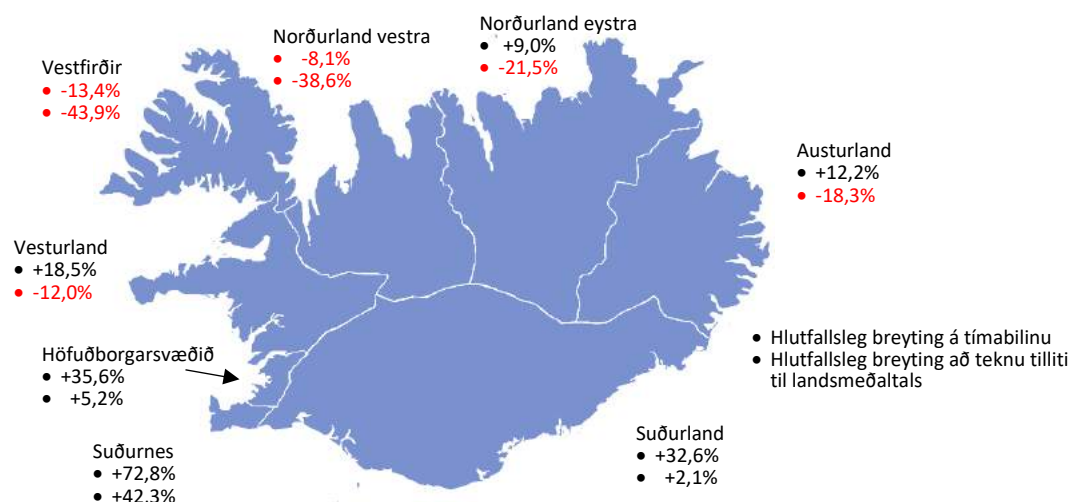 Norðurland eystra
• +9,0%
• -21,5%
Norðurland vestra
• -8,1%
• -38,6%
Vestfirðir
• -13,4%
• -43,9%
Austurland
• +12,2%
• -18,3%
Vesturland
• +18,5%
• -12,0%
Höfuðborgarsvæðið
• +35,6%
• +5,2%
• Hlutfallsleg breyting á tímabilinu
• Hlutfallsleg breyting að teknu tilliti
til landsmeðaltals
Suðurland
• +32,6%
• +2,1%
Suðurnes
• +72,8%
• +42,3%